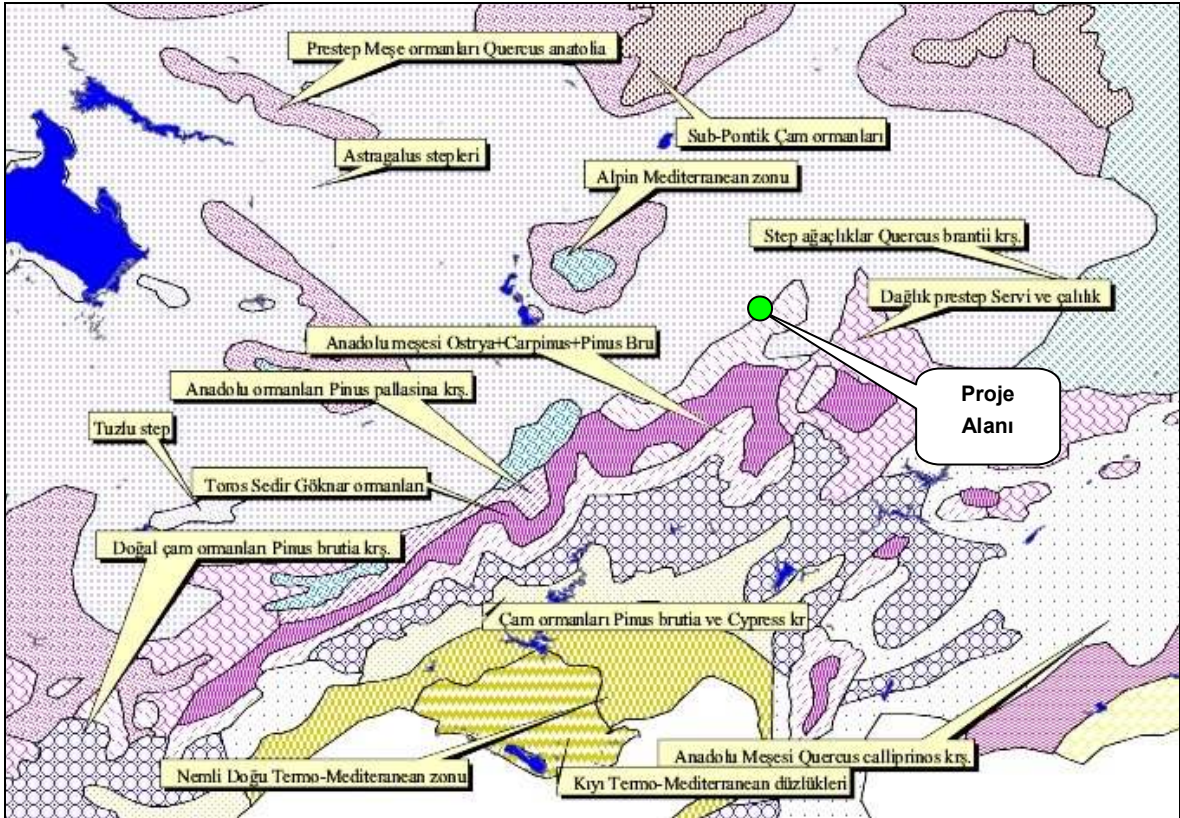 Prestep Meşe ormanları Quercus anatolia
Sub-Pontik Çam ormanları
Astragalus stepleri
Alpin Mediterranean zonu
Step ağaçlıklar Quercus brantii krş.
Dağlık prestep Servi ve çalılık
Anadolu meşesi Ostrya+Carpinus+Pinus Bru
Anadolu ormanları Pinus pallasina krş.
Proje
Alanı
Tuzlu step
Toros Sedir Göknar ormanları
Doğal çam ormanları Pinus brutia krş.
Çam ormanları Pinus brutia ve Cypress kr
Anadolu Meşesi Quercus calliprinos krş.
Nemli Doğu Termo-Mediteranean zonu
Kıyı Termo-Mediterranean düzlükleri